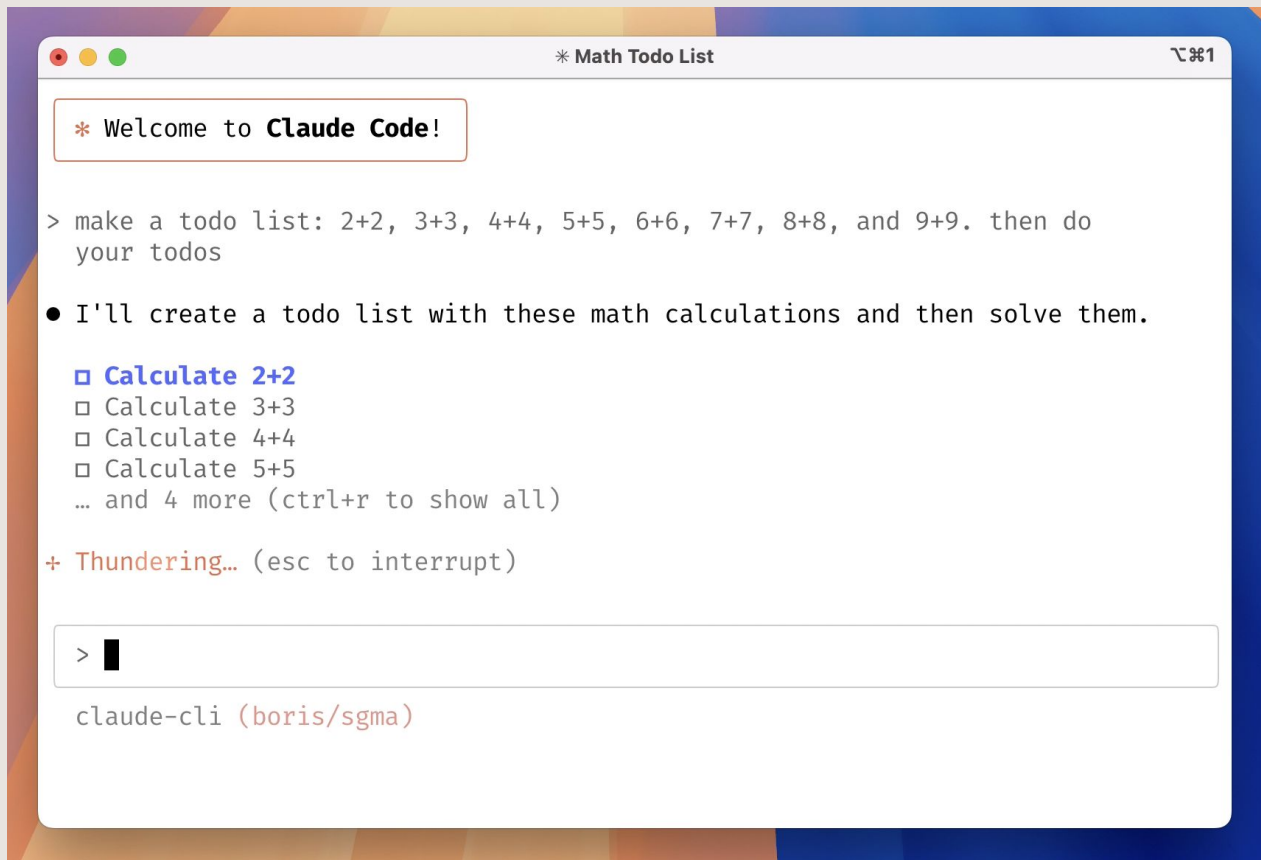 ✳ Math Todo List
⌥⌘1
✻ Welcome to Claude Code!
> make a todo list: 2+2, 3+3, 4+4, 5+5, 6+6, 7+7, 8+8, and 9+9. then do
your todos
● I'll create a todo list with these math calculations and then solve them.
☐ Calculate 2+2
☐ Calculate 3+3
☐ Calculate 4+4
☐ Calculate 5+5
… and 4 more (ctrl+r to show all)
✢ Thundering… (esc to interrupt)
>
claude-cli (boris/sgma)